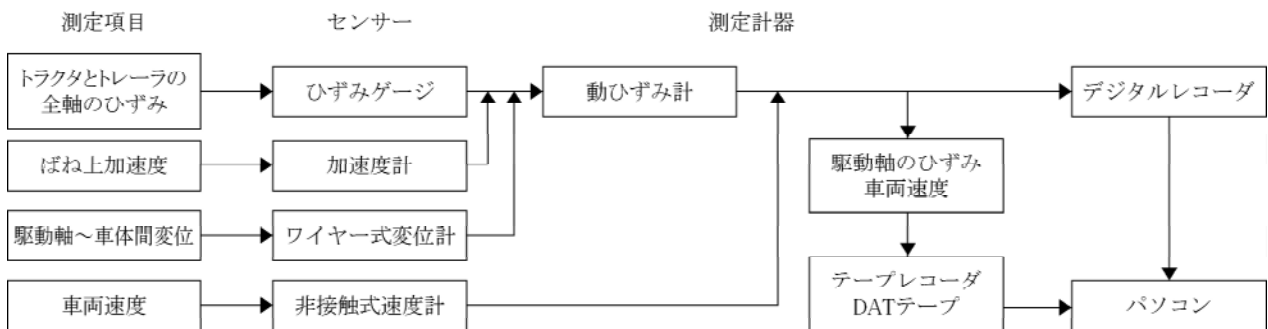 測定項目
センサー
測定計器
トラクタとトレーラの
全軸のひずみ
ひずみゲージ
動ひずみ計
デジタルレコーダ
ばね上加速度
加速度計
駆動軸のひずみ
車両速度
駆動軸～車体間変位
ワイヤー式変位計
車両速度
非接触式速度計
テープレコーダ
DATテープ
パソコン